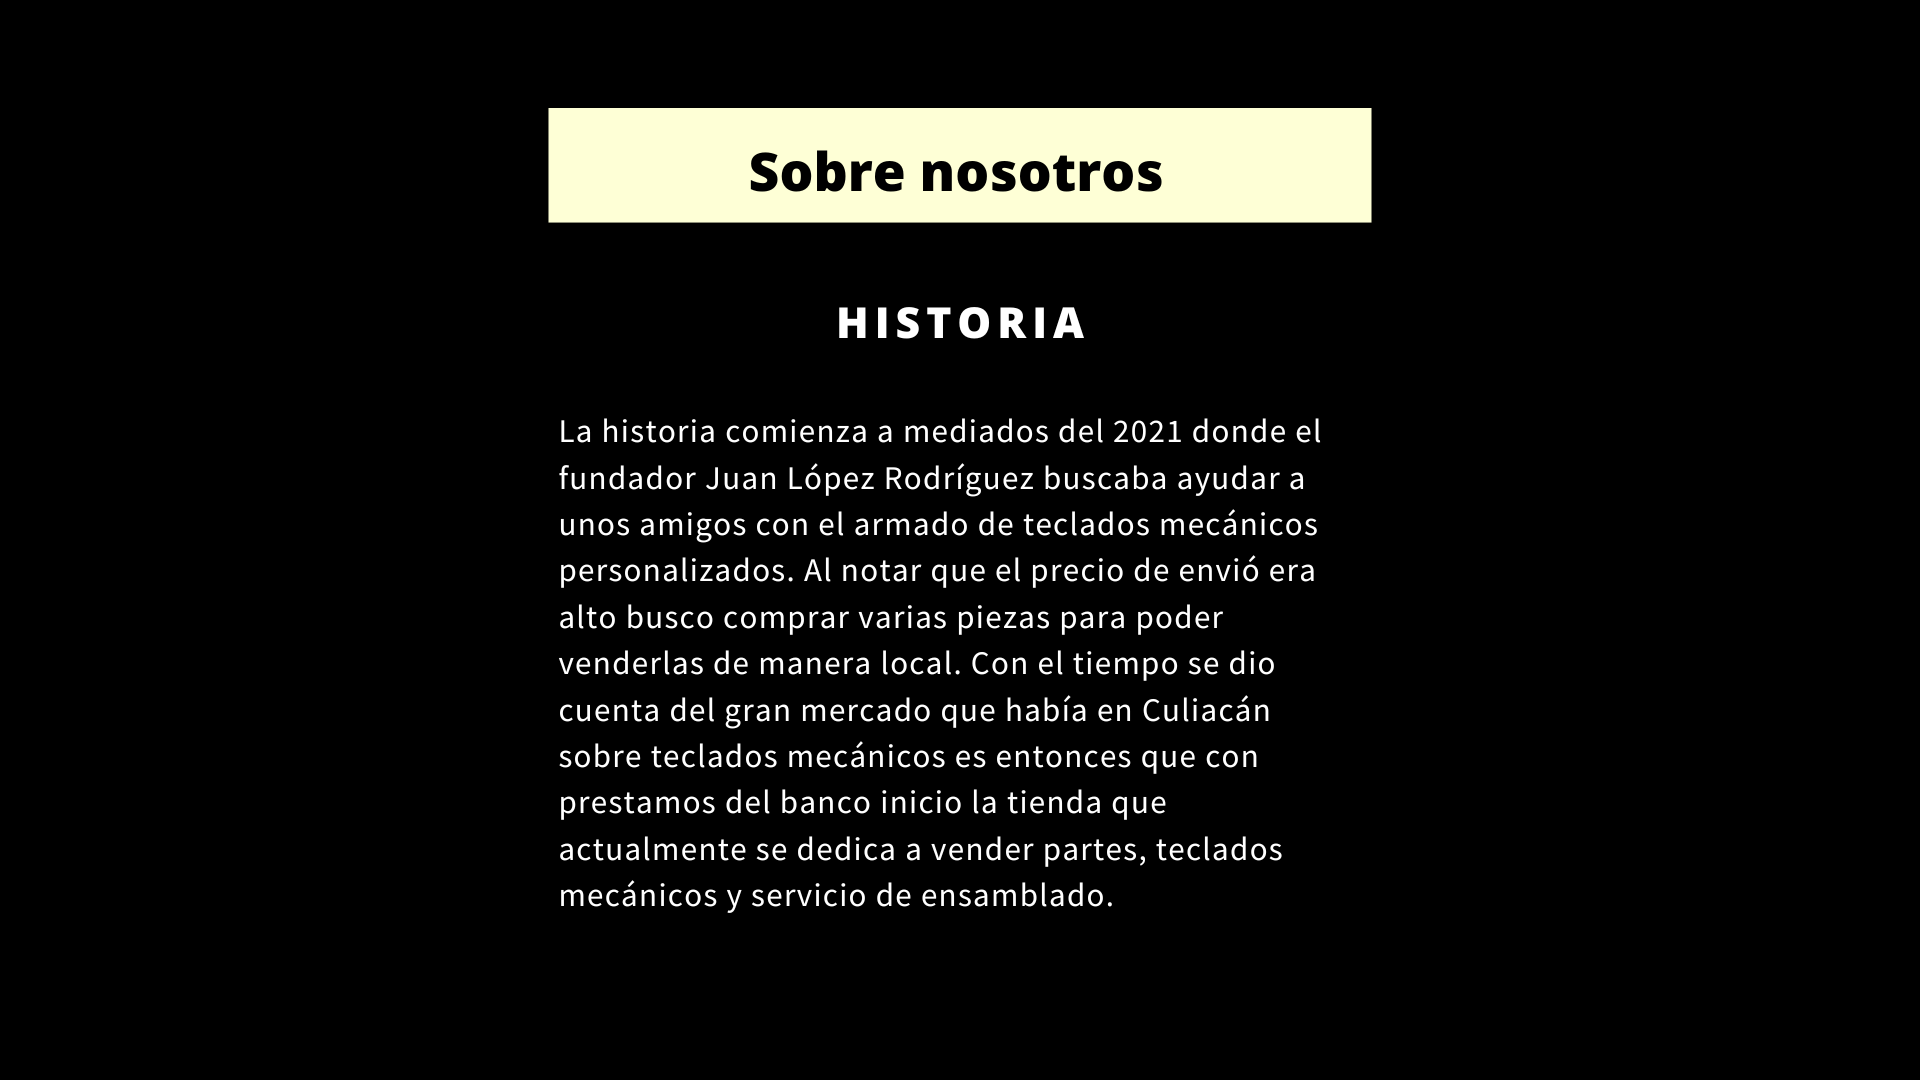 Sobre nosotros
HISTORIA
La historia comienza a mediados del 2021 donde el
fundador Juan López Rodríguez buscaba ayudar a
unos amigos con el armado de teclados mecánicos
personalizados. Al notar que el precio de envió era
alto busco comprar varias piezas para poder
venderlas de manera local. Con el tiempo se dio
cuenta del gran mercado que había en Culiacán
sobre teclados mecánicos es entonces que con
prestamos del banco inicio la tienda que
actualmente se dedica a vender partes, teclados
mecánicos y servicio de ensamblado.